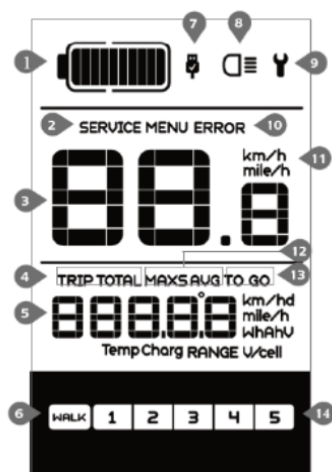 7 8
1 9
2 SERVICE MENU ERROR 10
km/h 11
mile/h
3 88.8
12
4 TRIP TOTAL MAXS AVG TO GO 13
5 888.8.8 km/hd
mile/h
WhAhV
Temp Charg RANGE V/cell
6 WALK 1 2 3 4 5 14